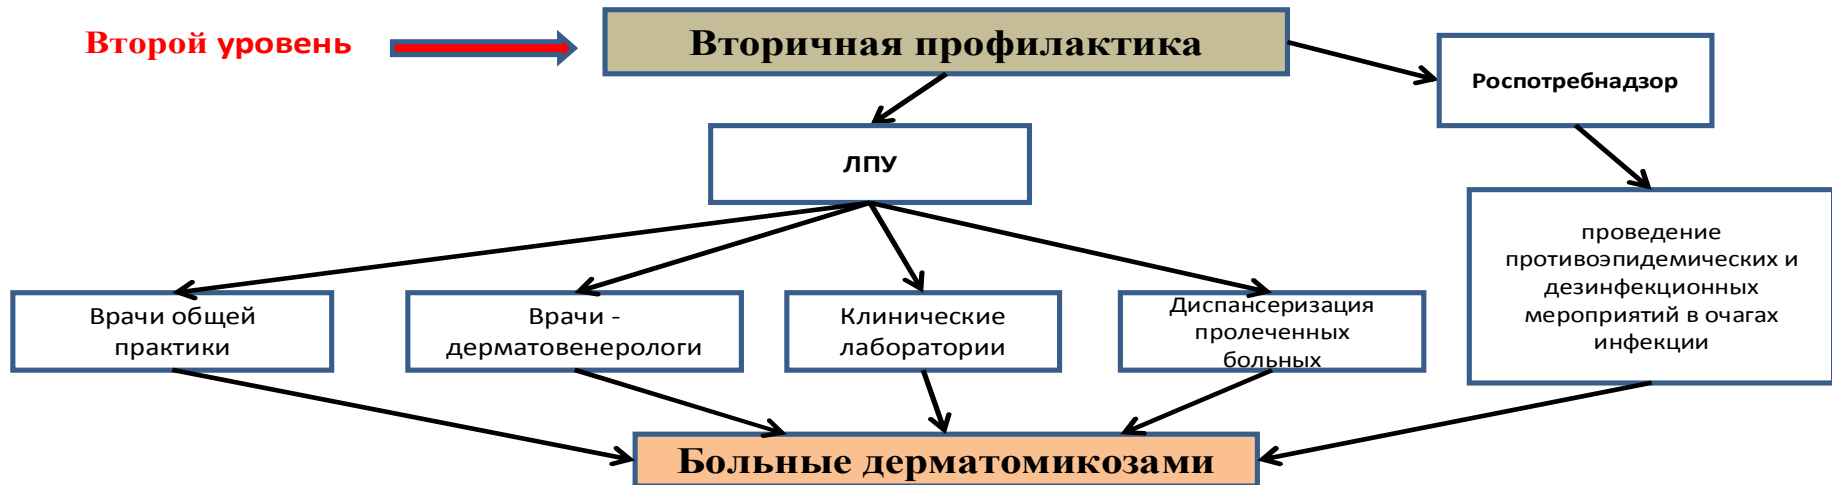 Второй уровень
Вторичная профилактика
Роспотребнадзор
ЛПУ
Врачи общей
практики
Врачи -
дерматовенерологи
Клинические
лаборатории
Диспансеризация
пролеченных
больных
проведение
противоэпидемических и
дезинфекционных
мероприятий в очагах
инфекции
Больные дерматомикозами